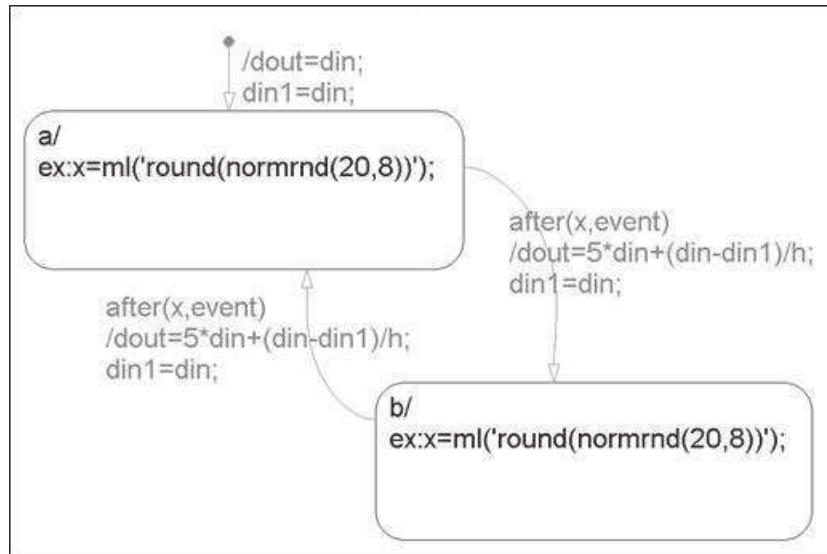 /dout=din;
din1=din;
a/
ex:x=ml('round(normrnd(20,8))');
after(x,event)
/dout=5*din+(din-din1)/h;
din1=din;
after(x,event)
/dout=5*din+(din-din1)/h;
din1=din;
b/
ex:x=ml('round(normrnd(20,8))');